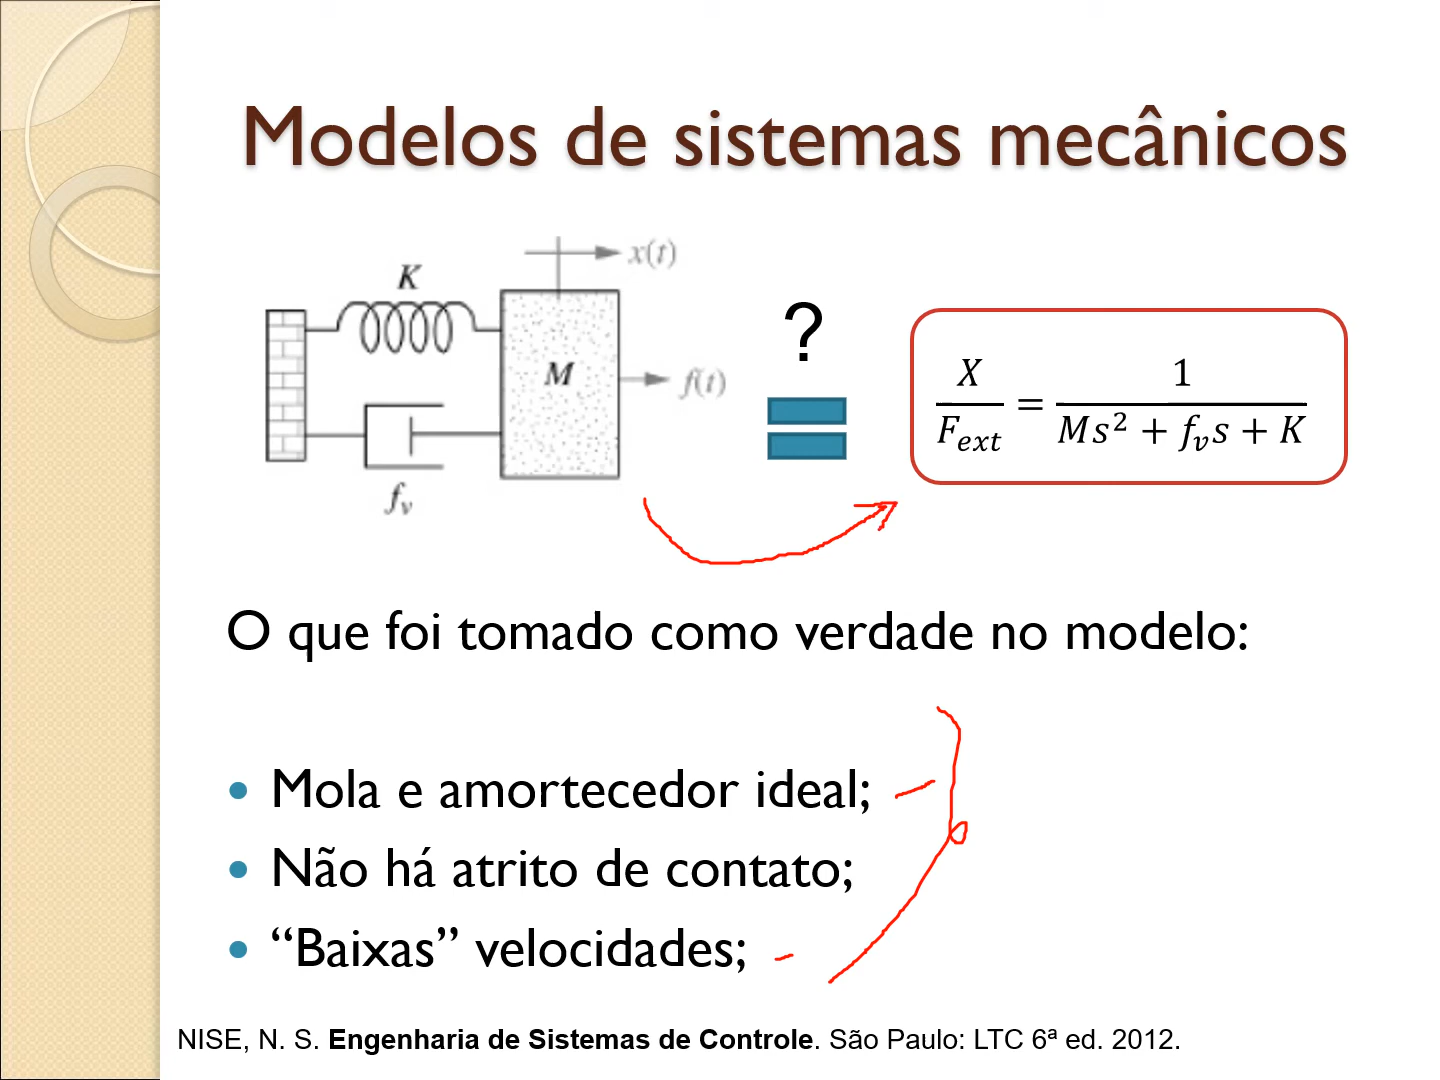 Modelos de sistemas mecânicos
x(t)
K
M
f(t)
f_v
?
X/F_ext = 1/(Ms² + f_v s + K)
O que foi tomado como verdade no modelo:
• Mola e amortecedor ideal;
• Não há atrito de contato;
• “Baixas” velocidades;
NISE, N. S. Engenharia de Sistemas de Controle. São Paulo: LTC 6ª ed. 2012.